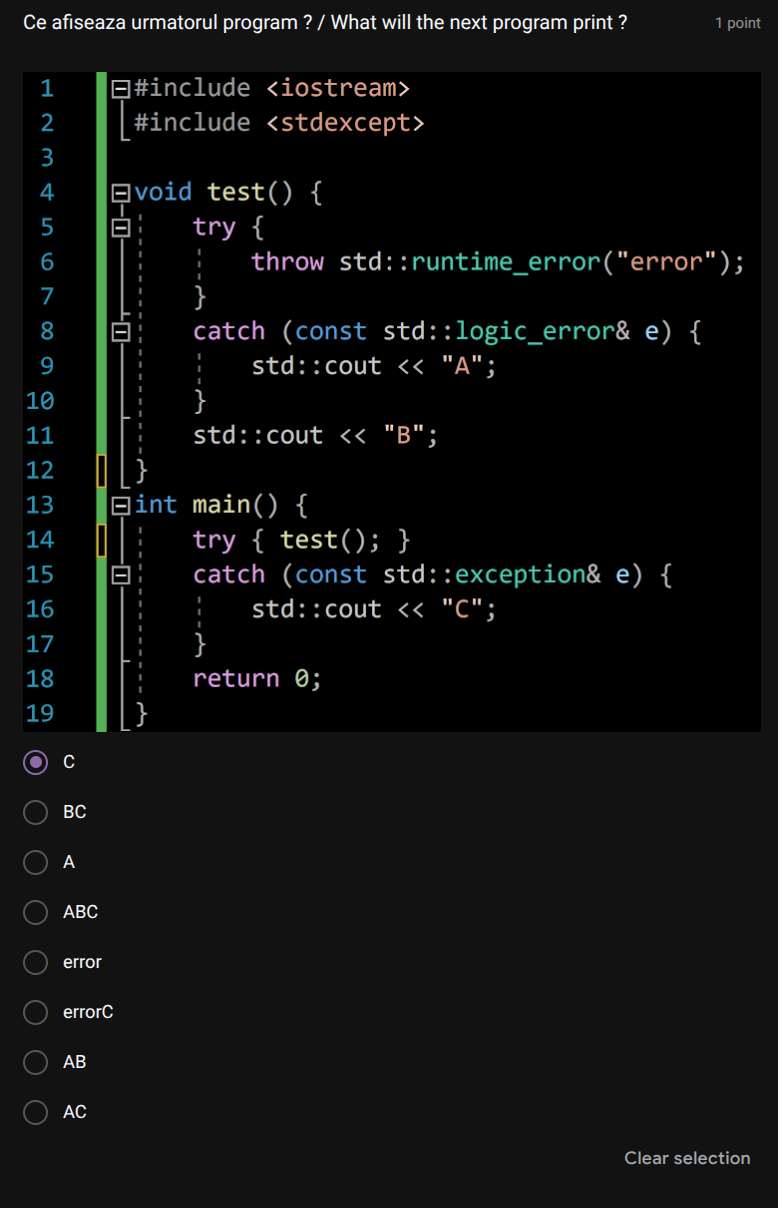 Ce afiseaza urmatorul program ? / What will the next program print ?
1 point
1 #include <iostream>
2 #include <stdexcept>
3
4 void test() {
5 try {
6 throw std::runtime_error("error");
7 }
8 catch (const std::logic_error& e) {
9 std::cout << "A";
10 }
11 std::cout << "B";
12 }
13 int main() {
14 try { test(); }
15 catch (const std::exception& e) {
16 std::cout << "C";
17 }
18 return 0;
19 }
C
BC
A
ABC
error
errorC
AB
AC
Clear selection